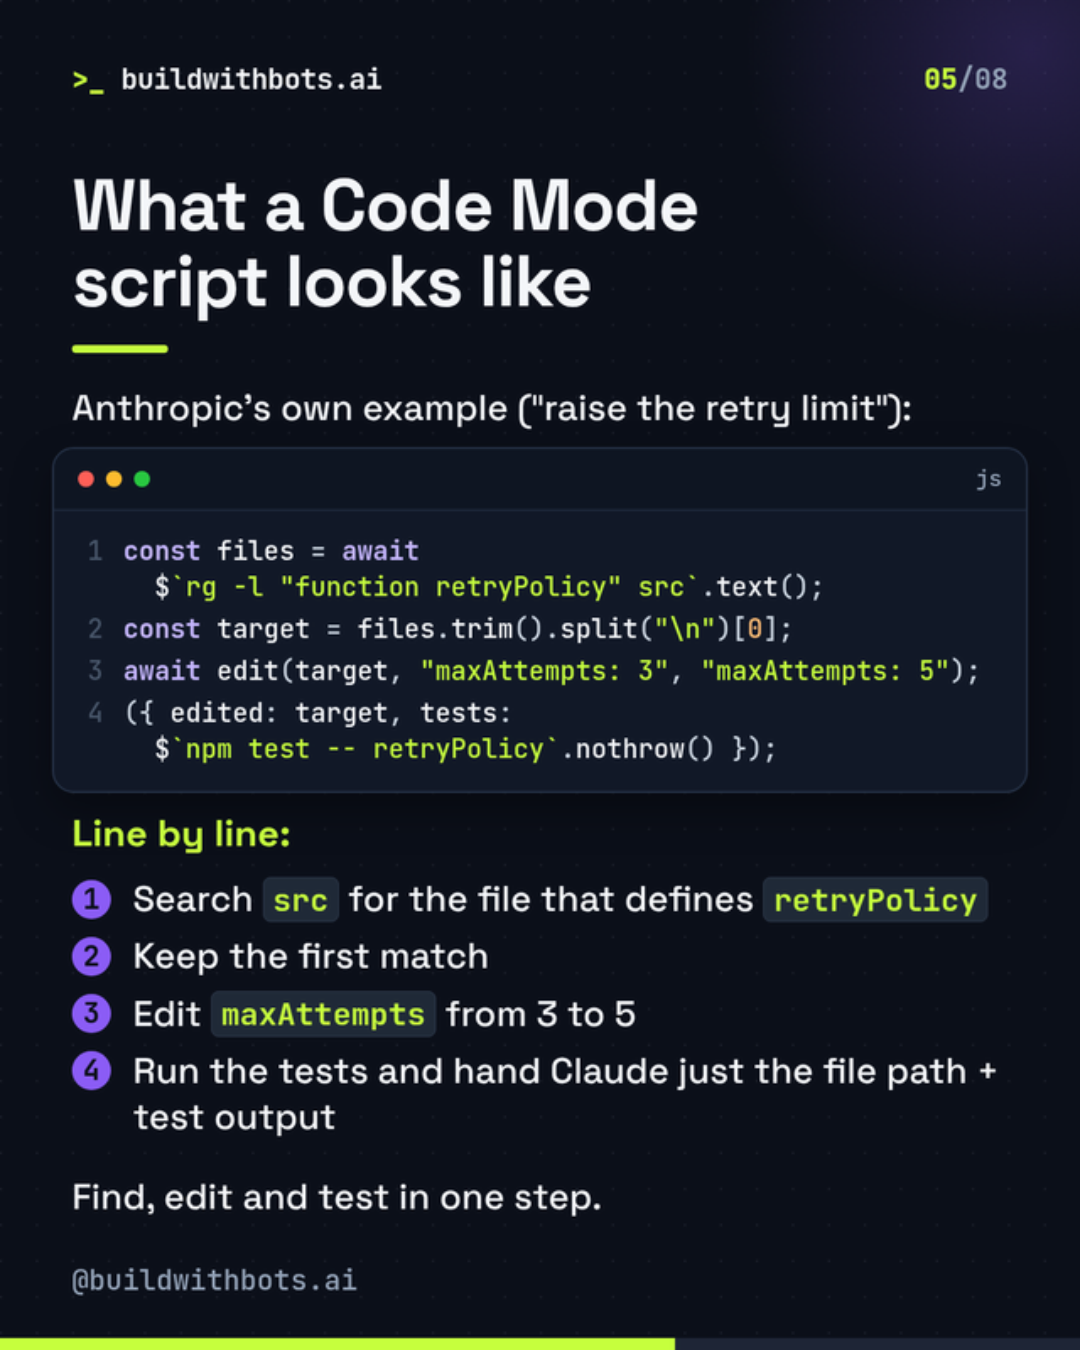 >_ buildwithbots.ai
05/08
What a Code Mode
script looks like
Anthropic's own example ("raise the retry limit"):
js
1 const files = await
$`rg -l "function retryPolicy" src`.text();
2 const target = files.trim().split("\n")[0];
3 await edit(target, "maxAttempts: 3", "maxAttempts: 5");
4 ({ edited: target, tests:
$`npm test -- retryPolicy`.nothrow() });
Line by line:
1 Search src for the file that defines retryPolicy
2 Keep the first match
3 Edit maxAttempts from 3 to 5
4 Run the tests and hand Claude just the file path +
test output
Find, edit and test in one step.
@buildwithbots.ai